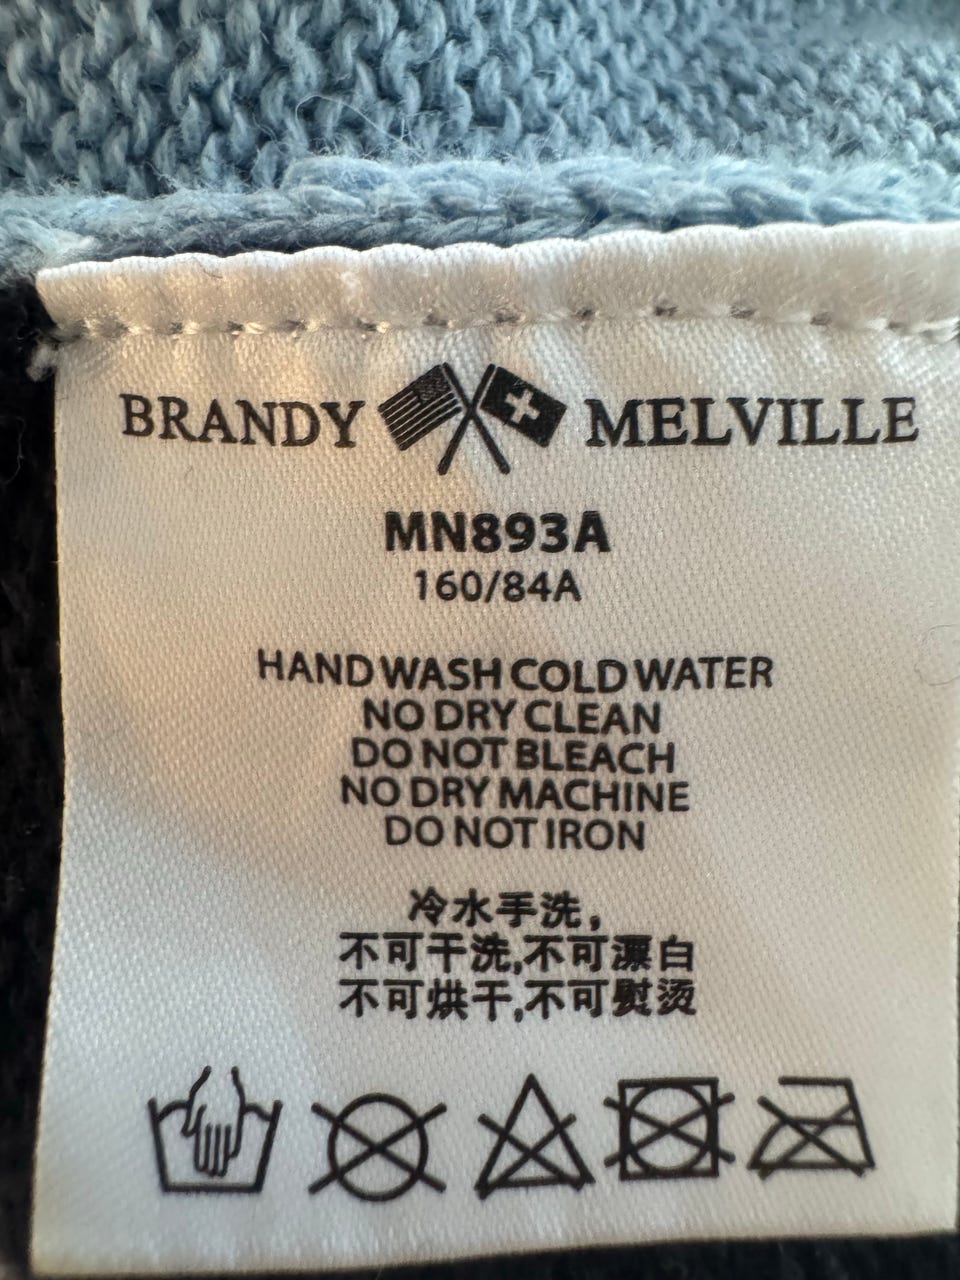 BRANDY MELVILLE
MN893A
160/84A
HAND WASH COLD WATER
NO DRY CLEAN
DO NOT BLEACH
NO DRY MACHINE
DO NOT IRON
冷水手洗，
不可干洗,不可漂白
不可烘干,不可熨烫